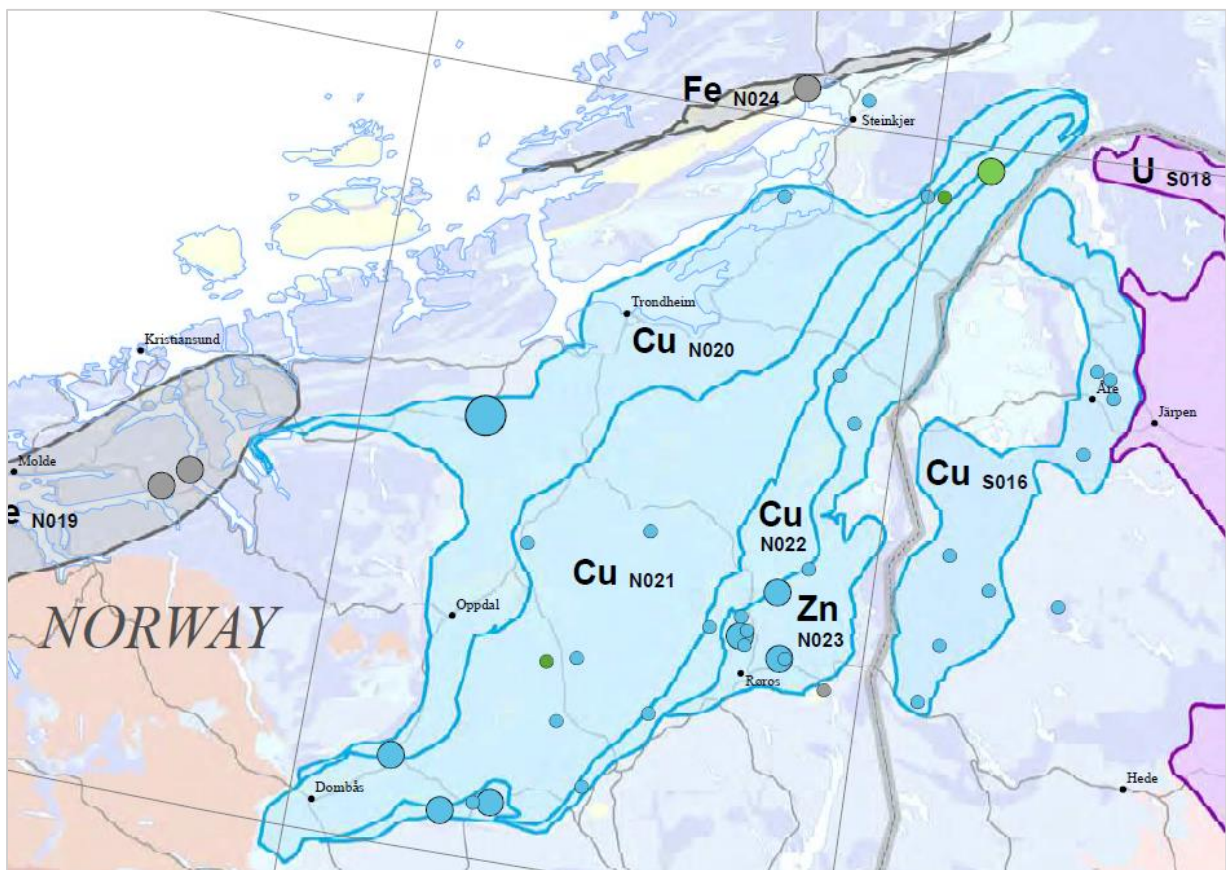 Fe N024
Steinkjer
U S018
Trondheim
Kristiansund
Cu N020
Åre
Järpen
Molde
e N019
Cu S016
Cu
N022
Cu N021
Zn
N023
Oppdal
NORWAY
Røros
Dombås
Hede